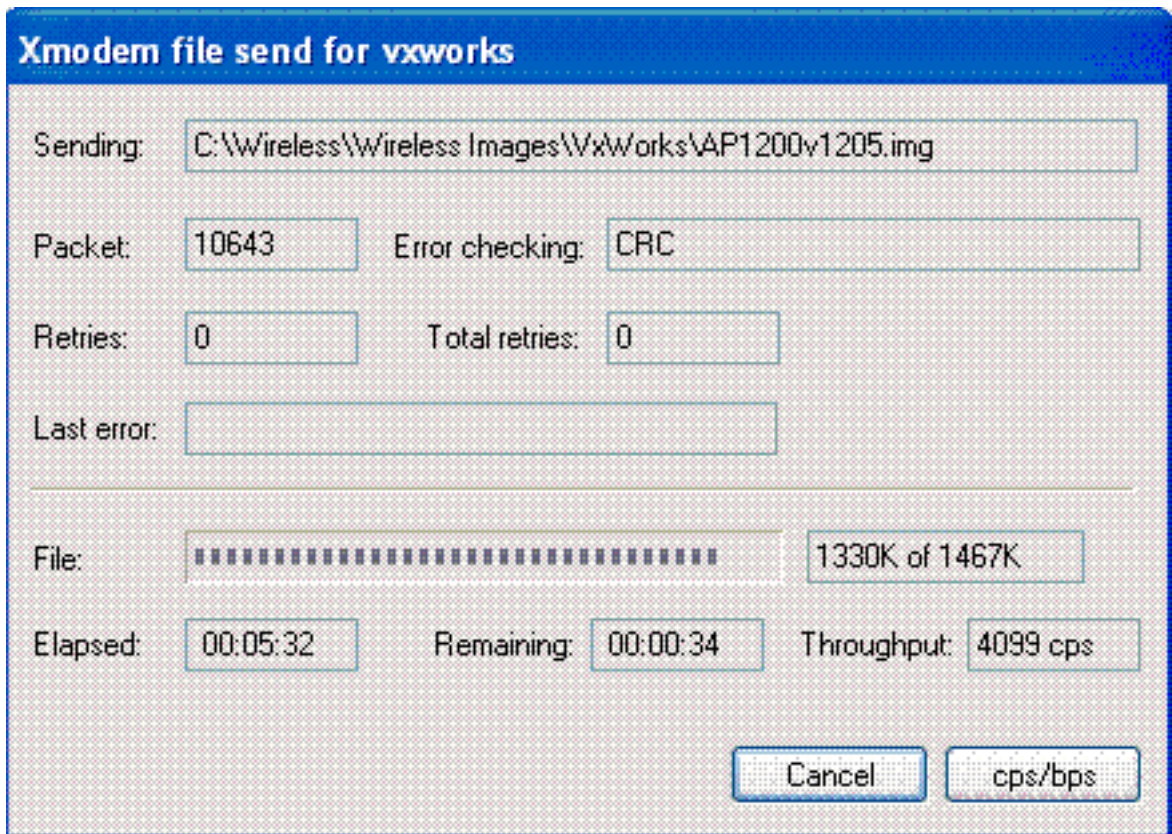 Xmodem file send for vxworks
Sending: C:\Wireless\Wireless Images\VxWorks\AP1200v1205.img
Packet: 10643 Error checking: CRC
Retries: 0 Total retries: 0
Last error:
File: 1330K of 1467K
Elapsed: 00:05:32 Remaining: 00:00:34 Throughput: 4099 cps
Cancel cps/bps